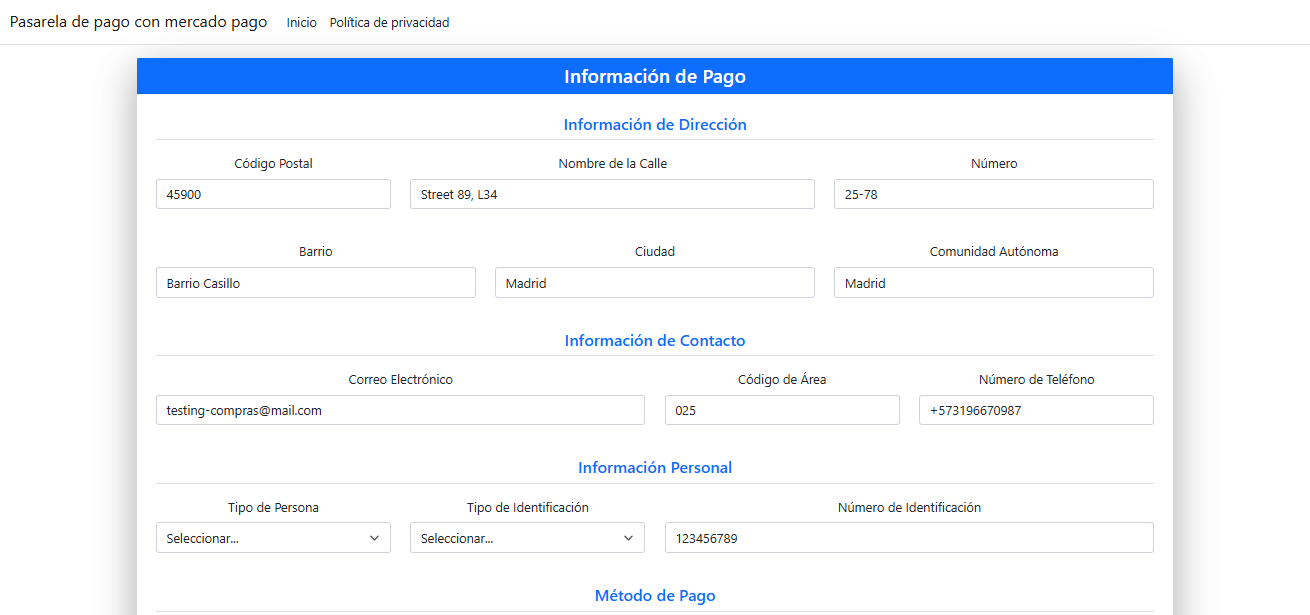 Pasarela de pago con mercado pago Inicio Política de privacidad
Información de Pago
Información de Dirección
Código Postal Nombre de la Calle Número
45900 Street 89, L34 25-78
Barrio Ciudad Comunidad Autónoma
Barrio Casillo Madrid Madrid
Información de Contacto
Correo Electrónico Código de Área Número de Teléfono
testing-compras@mail.com 025 +573196670987
Información Personal
Tipo de Persona Tipo de Identificación Número de Identificación
Seleccionar... Seleccionar... 123456789
Método de Pago